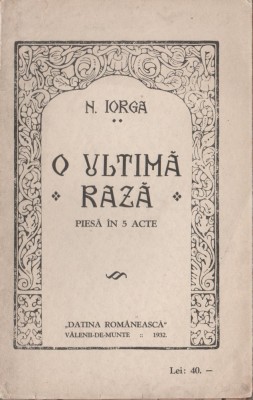 N. IORGA
O ULTIMĂ
RAZĂ
PIESĂ ÎN 5 ACTE
„DATINA ROMÂNEASCĂ"
VĂLENII-DE-MUNTE :: 1932.
Lei: 40. —